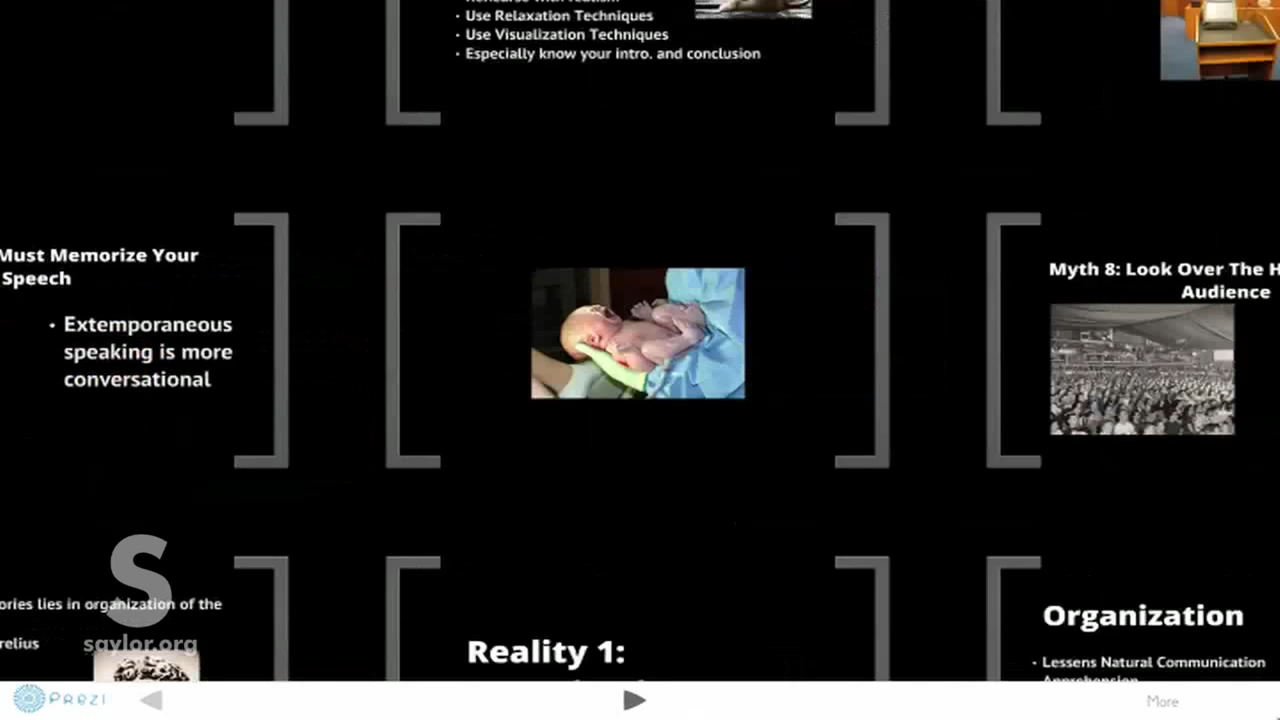 · Use Relaxation Techniques
· Use Visualization Techniques
· Especially know your intro. and conclusion
Must Memorize Your
Speech
· Extemporaneous
speaking is more
conversational
Myth 8: Look Over The H
Audience
ories lies in organization of the
relius
S
saylor.org
Reality 1:
Organization
· Lessens Natural Communication
Prezi
More